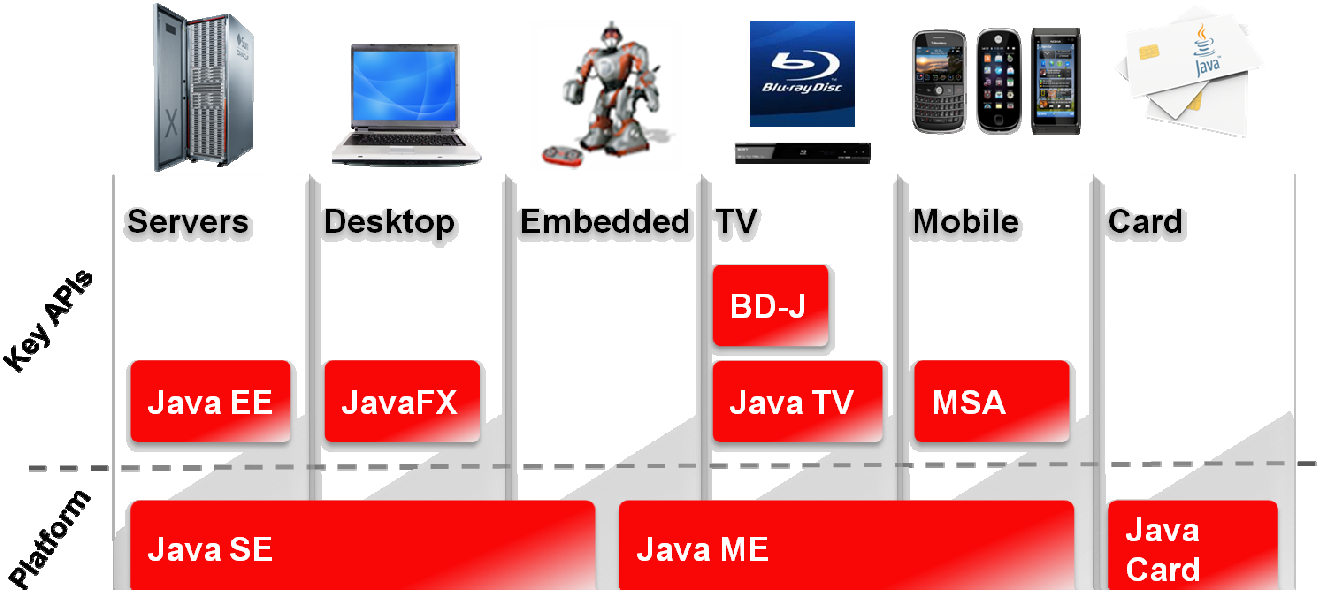 Blu-ray Disc
Java
Servers
Desktop
Embedded
TV
Mobile
Card
Key APIs
BD-J
Java EE
JavaFX
Java TV
MSA
Platform
Java SE
Java ME
Java
Card